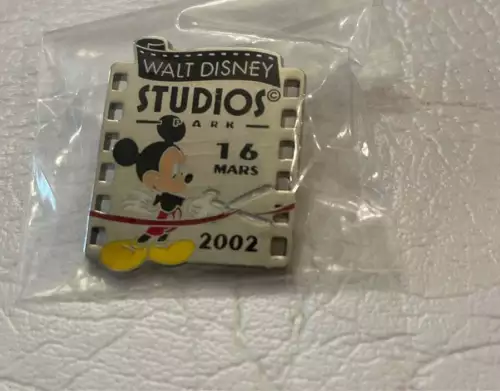 WALT DISNEY
STUDIOS©
PARK
16
MARS
2002